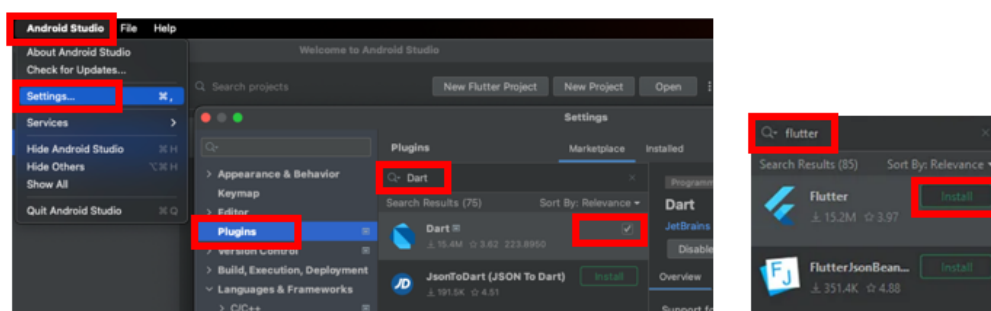 Android Studio File Help
About Android Studio
Check for Updates...
Settings... ⌘ ,
Services >
Hide Android Studio ⌘ H
Hide Others ⌥⌘ H
Show All
Quit Android Studio ⌘ Q
Welcome to Android Studio
Search projects
New Flutter Project New Project Open
Settings
> Appearance & Behavior
Keymap
> Editor
Plugins
> Version Control
> Build, Execution, Deployment
Languages & Frameworks
> C/C++
Plugins Marketplace Installed
Dart
Search Results (75) Sort By: Relevance
Dart
15.4M 3.62 223.8950
JsonToDart (JSON To Dart) Install
191.5K 4.51
Dart
JetBrains
Disable
Overview
flutter
Search Results (85) Sort By: Relevance
Flutter Install
15.2M 3.97
FlutterJsonBean... Install
351.4K 4.88
FJ